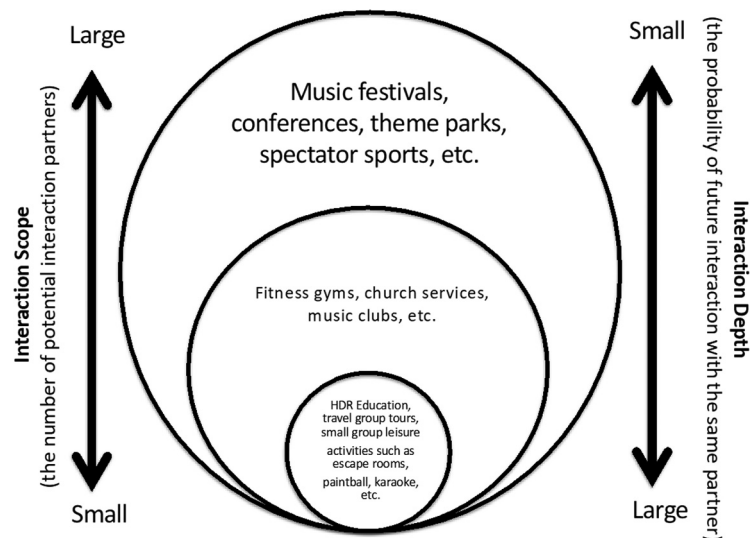 Large
Small
Interaction Scope
(the number of potential interaction partners)
Music festivals,
conferences, theme parks,
spectator sports, etc.
Fitness gyms, church services,
music clubs, etc.
HDR Education,
travel group tours,
small group leisure
activities such as
escape rooms,
paintball, karaoke,
etc.
Small
Large
Interaction Depth
(the probability of future interaction with the same partner)